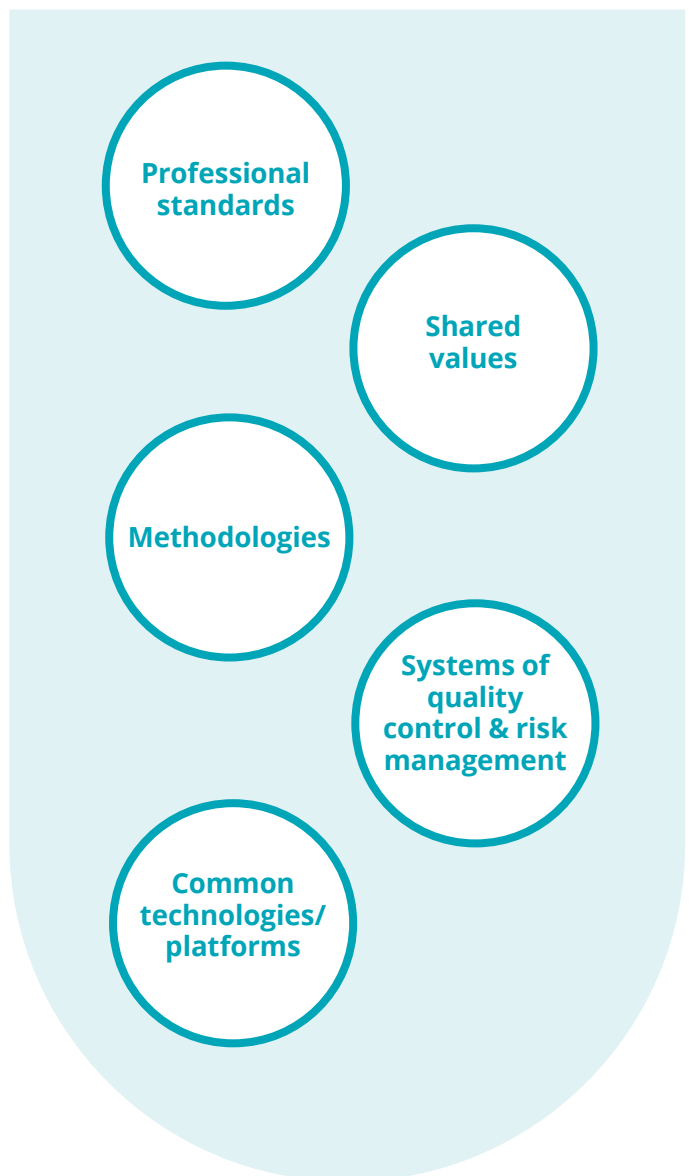 Professional
standards
Shared
values
Methodologies
Systems of
quality
control & risk
management
Common
technologies/
platforms